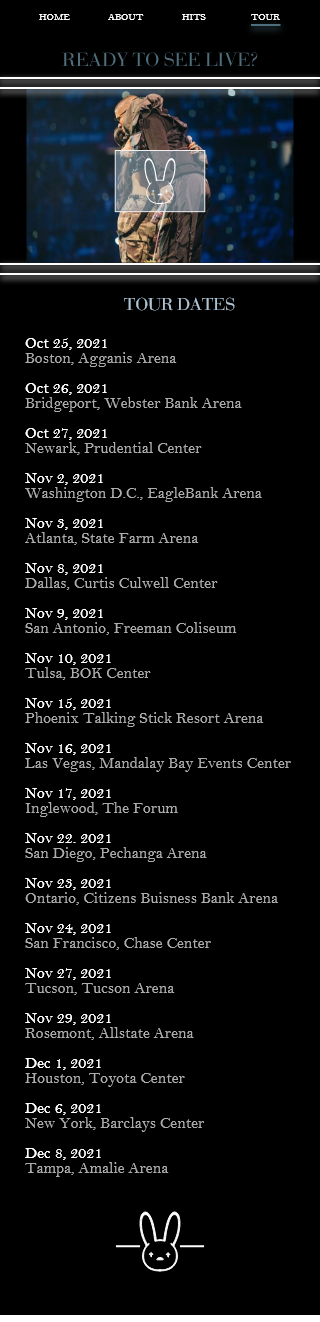 HOME ABOUT HITS TOUR
READY TO SEE LIVE?
TOUR DATES
Oct 25, 2021
Boston, Agganis Arena
Oct 26, 2021
Bridgeport, Webster Bank Arena
Oct 27, 2021
Newark, Prudential Center
Nov 2, 2021
Washington D.C., EagleBank Arena
Nov 3, 2021
Atlanta, State Farm Arena
Nov 8, 2021
Dallas, Curtis Culwell Center
Nov 9, 2021
San Antonio, Freeman Coliseum
Nov 10, 2021
Tulsa, BOK Center
Nov 15, 2021
Phoenix Talking Stick Resort Arena
Nov 16, 2021
Las Vegas, Mandalay Bay Events Center
Nov 17, 2021
Inglewood, The Forum
Nov 22. 2021
San Diego, Pechanga Arena
Nov 23, 2021
Ontario, Citizens Buisness Bank Arena
Nov 24, 2021
San Francisco, Chase Center
Nov 27, 2021
Tucson, Tucson Arena
Nov 29, 2021
Rosemont, Allstate Arena
Dec 1, 2021
Houston, Toyota Center
Dec 6, 2021
New York, Barclays Center
Dec 8, 2021
Tampa, Amalie Arena